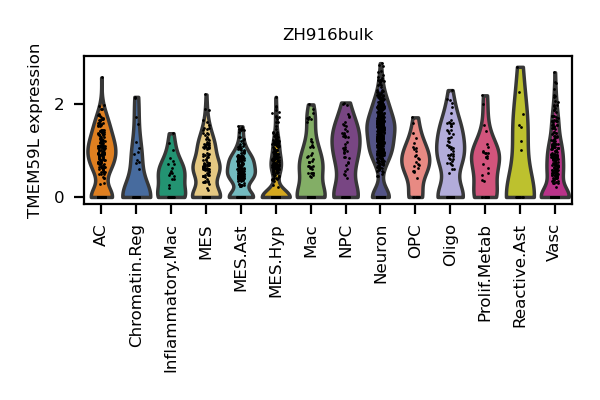 ZH916bulk
TMEM59L expression
2
0
AC
Chromatin.Reg
Inflammatory.Mac
MES
MES.Ast
MES.Hyp
Mac
NPC
Neuron
OPC
Oligo
Prolif.Metab
Reactive.Ast
Vasc